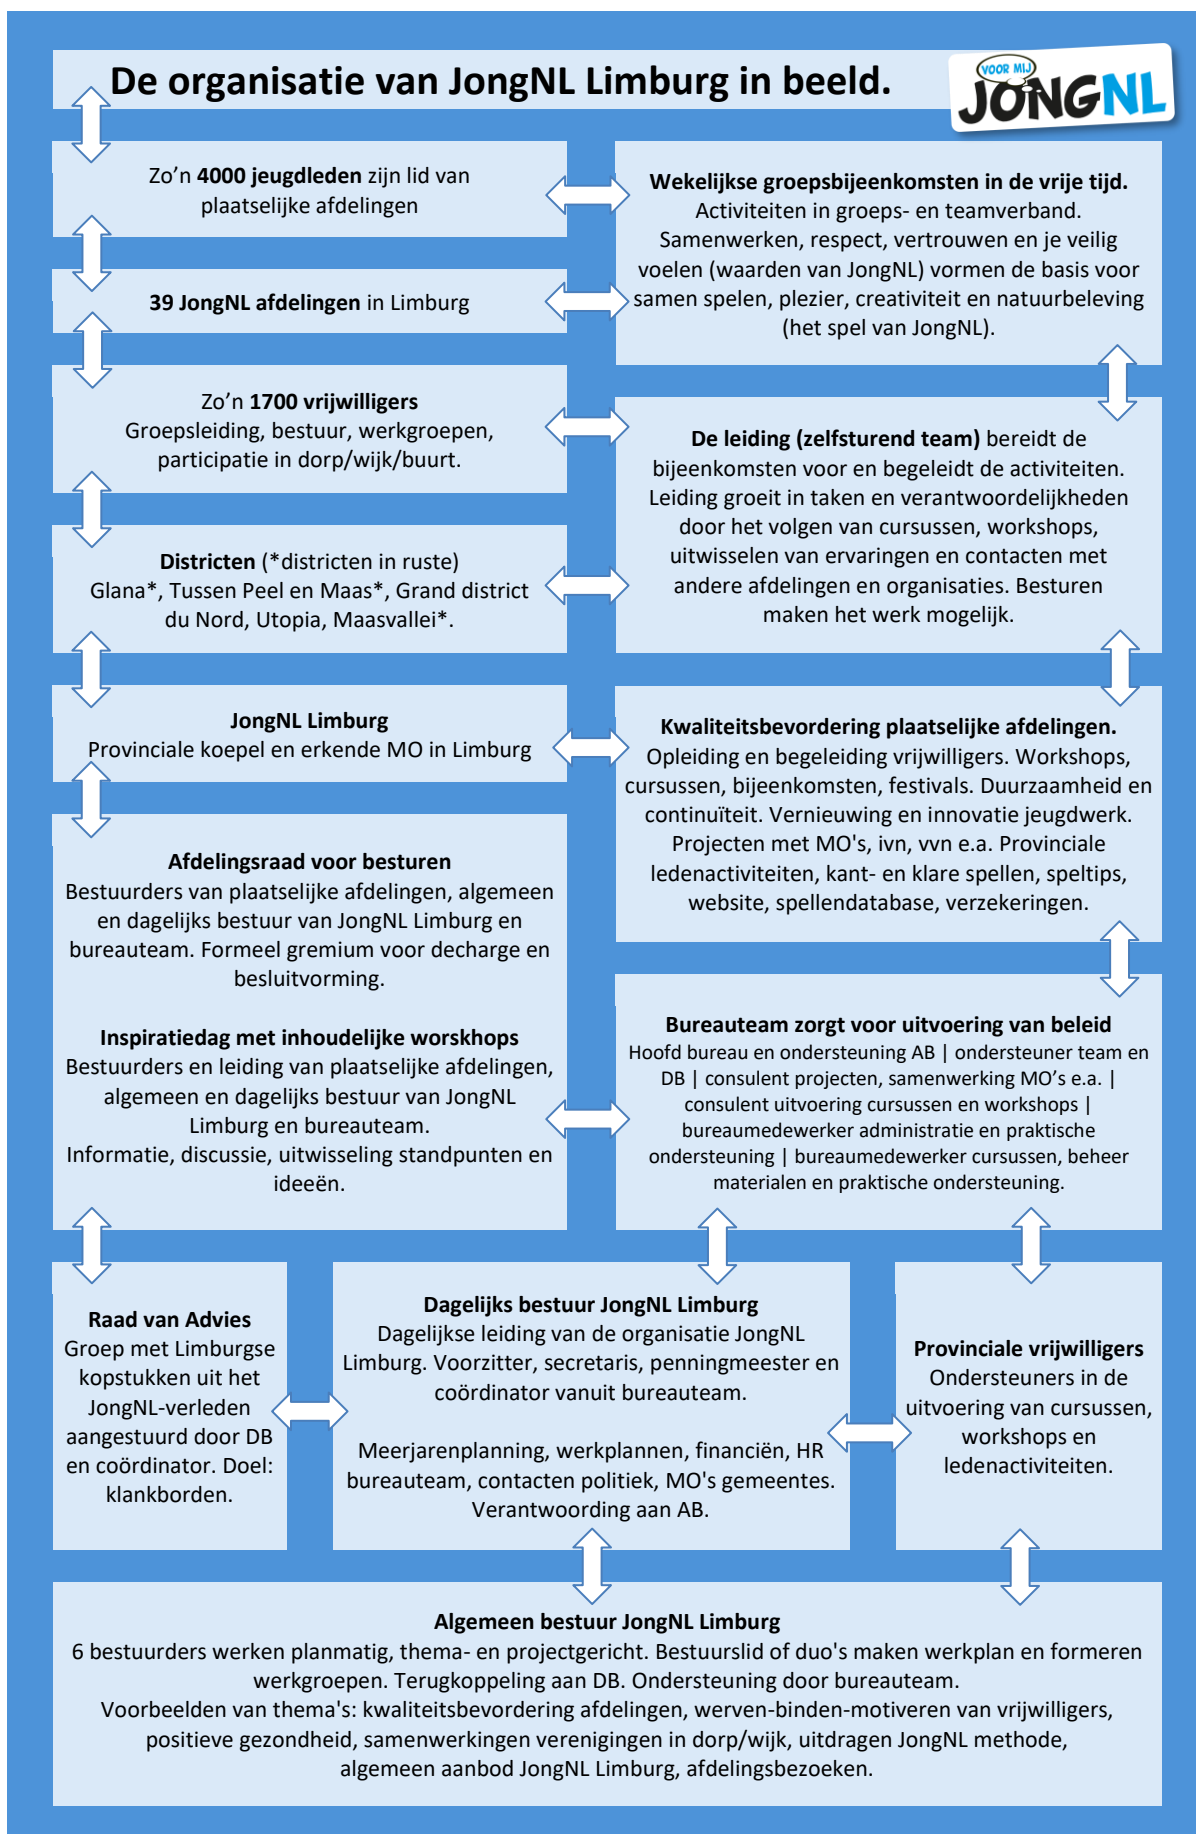 De organisatie van JongNL Limburg in beeld.
VOOR MIJ
JONGNL
Zo'n 4000 jeugdleden zijn lid van
plaatselijke afdelingen
Wekelijkse groepsbijeenkomsten in de vrije tijd.
Activiteiten in groeps- en teamverband.
Samenwerken, respect, vertrouwen en je veilig
voelen (waarden van JongNL) vormen de basis voor
samen spelen, plezier, creativiteit en natuurbeleving
(het spel van JongNL).
39 JongNL afdelingen in Limburg
Zo'n 1700 vrijwilligers
Groepsleiding, bestuur, werkgroepen,
participatie in dorp/wijk/buurt.
De leiding (zelfsturend team) bereidt de
bijeenkomsten voor en begeleidt de activiteiten.
Leiding groeit in taken en verantwoordelijkheden
door het volgen van cursussen, workshops,
uitwisselen van ervaringen en contacten met
andere afdelingen en organisaties. Besturen
maken het werk mogelijk.
Districten (*districten in ruste)
Glana*, Tussen Peel en Maas*, Grand district
du Nord, Utopia, Maasvallei*.
JongNL Limburg
Provinciale koepel en erkende MO in Limburg
Kwaliteitsbevordering plaatselijke afdelingen.
Opleiding en begeleiding vrijwilligers. Workshops,
cursussen, bijeenkomsten, festivals. Duurzaamheid en
continuïteit. Vernieuwing en innovatie jeugdwerk.
Projecten met MO's, ivn, vvn e.a. Provinciale
ledenactiviteiten, kant- en klare spellen, speltips,
website, spellendatabase, verzekeringen.
Afdelingsraad voor besturen
Bestuurders van plaatselijke afdelingen, algemeen
en dagelijks bestuur van JongNL Limburg en
bureauteam. Formeel gremium voor decharge en
besluitvorming.
Inspiratiedag met inhoudelijke worskhops
Bestuurders en leiding van plaatselijke afdelingen,
algemeen en dagelijks bestuur van JongNL
Limburg en bureauteam.
Informatie, discussie, uitwisseling standpunten en
ideeën.
Bureauteam zorgt voor uitvoering van beleid
Hoofd bureau en ondersteuning AB | ondersteuner team en
DB | consulent projecten, samenwerking MO's e.a. |
consulent uitvoering cursussen en workshops |
bureaumedewerker administratie en praktische
ondersteuning | bureaumedewerker cursussen, beheer
materialen en praktische ondersteuning.
Raad van Advies
Groep met Limburgse
kopstukken uit het
JongNL-verleden
aangestuurd door DB
en coördinator. Doel:
klankborden.
Dagelijks bestuur JongNL Limburg
Dagelijkse leiding van de organisatie JongNL
Limburg. Voorzitter, secretaris, penningmeester en
coördinator vanuit bureauteam.
Meerjarenplanning, werkplannen, financiën, HR
bureauteam, contacten politiek, MO's gemeentes.
Verantwoording aan AB.
Provinciale vrijwilligers
Ondersteuners in de
uitvoering van cursussen,
workshops en
ledenactiviteiten.
Algemeen bestuur JongNL Limburg
6 bestuurders werken planmatig, thema- en projectgericht. Bestuurslid of duo's maken werkplan en formeren
werkgroepen. Terugkoppeling aan DB. Ondersteuning door bureauteam.
Voorbeelden van thema's: kwaliteitsbevordering afdelingen, werven-binden-motiveren van vrijwilligers,
positieve gezondheid, samenwerkingen verenigingen in dorp/wijk, uitdragen JongNL methode,
algemeen aanbod JongNL Limburg, afdelingsbezoeken.